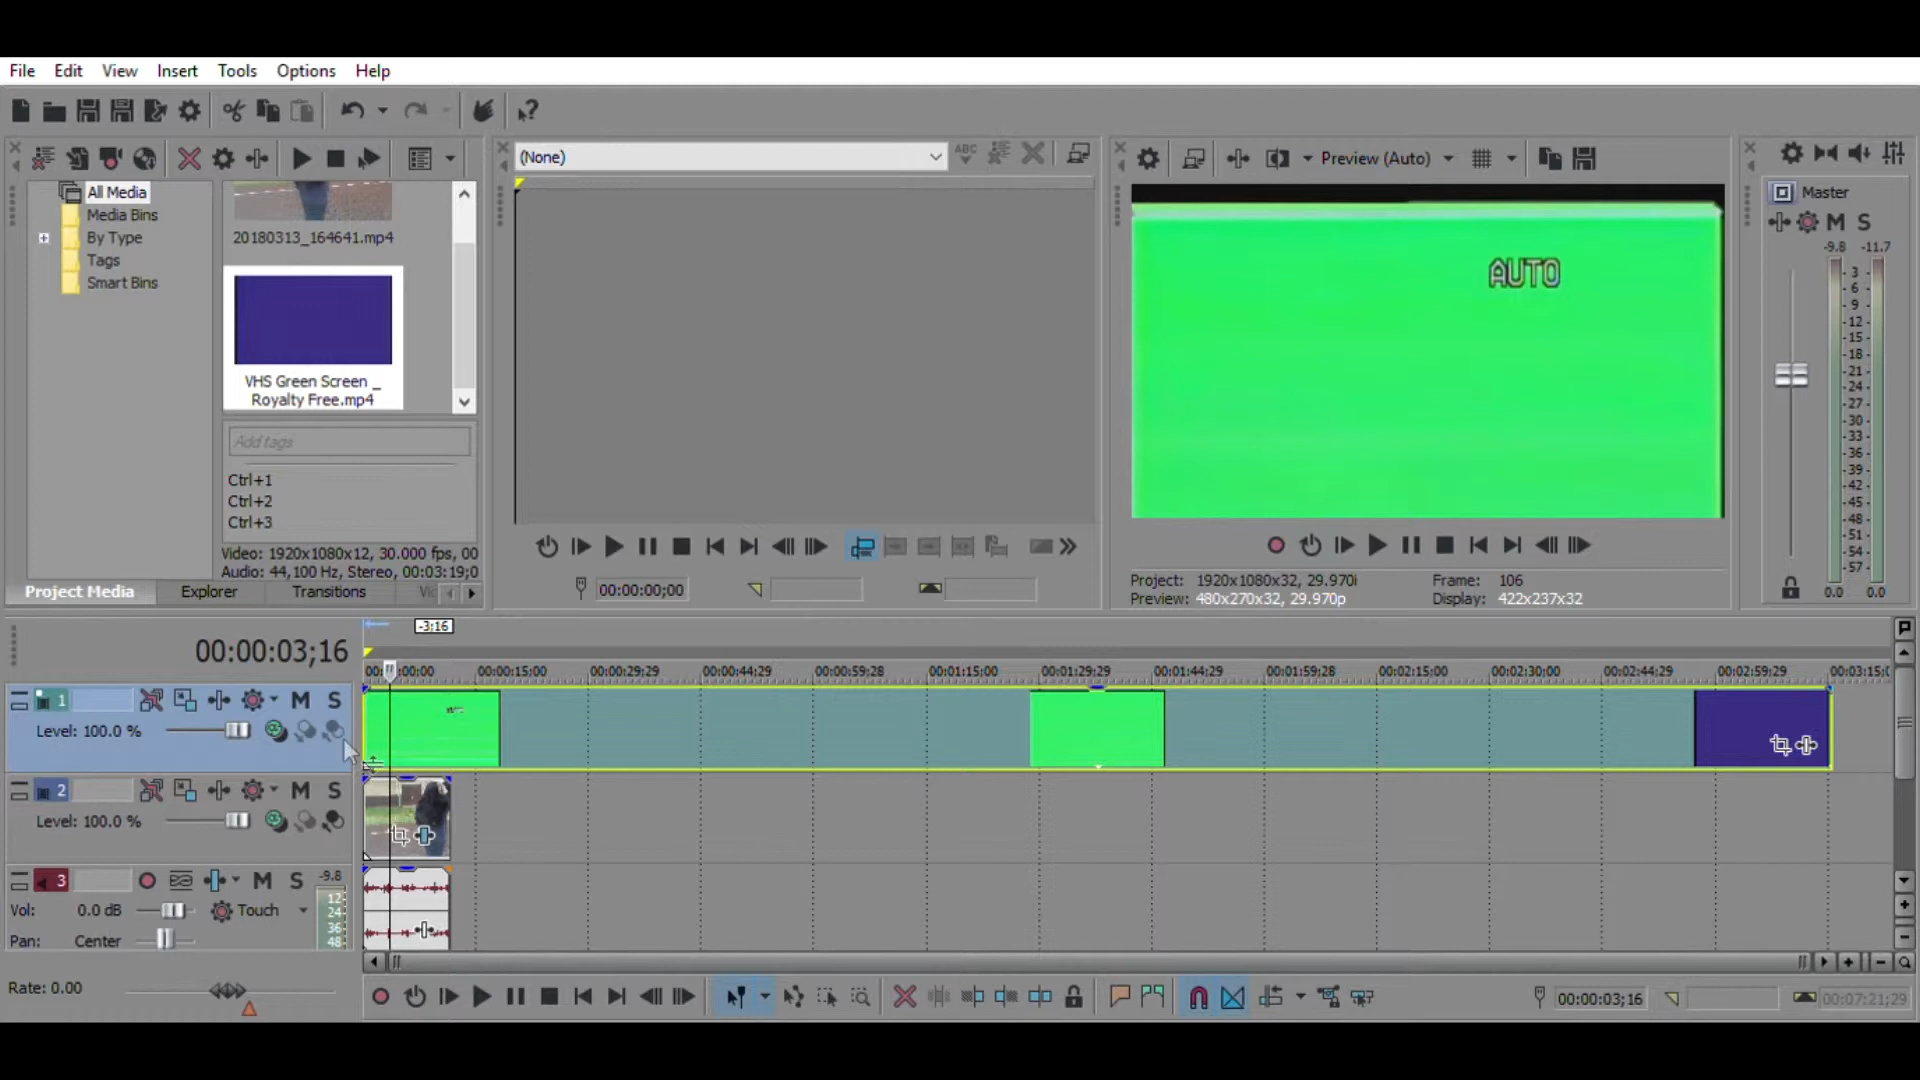 File Edit View Insert Tools Options Help
(None)
ABC
Preview (Auto)
All Media
Media Bins
By Type
Tags
Smart Bins
20180313_164641.mp4
VHS Green Screen _
Royalty Free.mp4
Add tags
Ctrl+1
Ctrl+2
Ctrl+3
Video: 1920x1080x12, 30.000 fps, 00
Audio: 44,100 Hz, Stereo, 00:03:19;0
Project Media Explorer Transitions
00:00:00;00
AUTO
Project: 1920x1080x32, 29.970i
Preview: 480x270x32, 29.970p
Frame: 106
Display: 422x237x32
Master
M S
-9.8 -11.7
3
6
9
12
15
18
21
24
27
30
33
36
39
42
45
48
51
54
57
0.0 0.0
00:00:03;16
-3;16
00:00:15;00 00:00:29;29 00:00:44;29 00:00:59;28 00:01:15;00 00:01:29;29 00:01:44;29 00:01:59;28 00:02:15;00 00:02:30;00 00:02:44;29 00:02:59;29 00:03:15;0
1 M S
Level: 100.0 %
2 M S
Level: 100.0 %
3 M S -9.8
Vol: 0.0 dB Touch
Pan: Center
12
24
36
48
Rate: 0.00
00:00:03;16
00:07:21;29